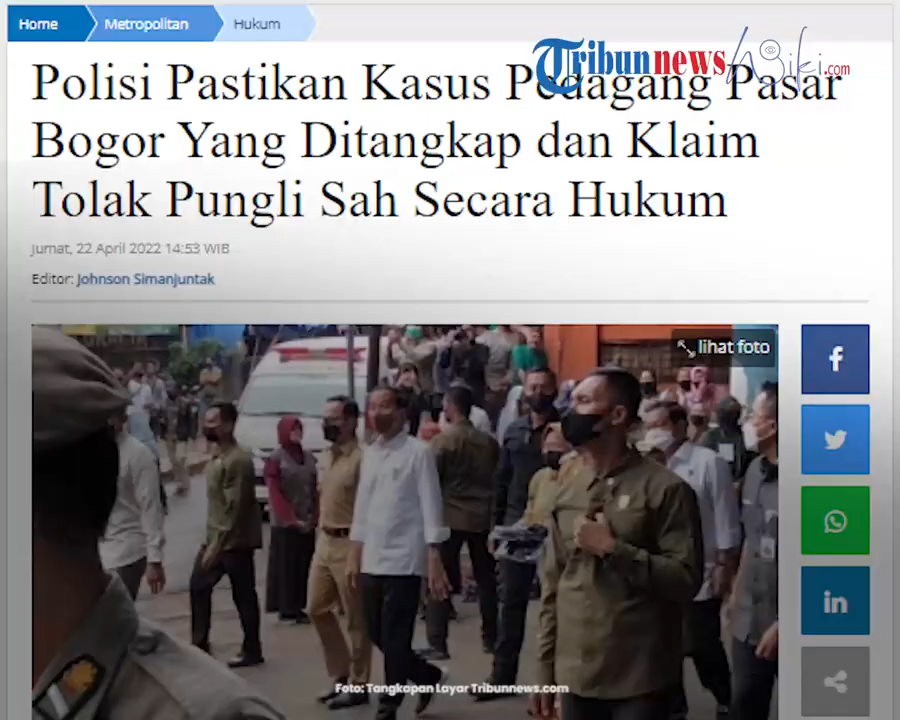 Home Metropolitan Hukum
Tribunnews
.com
Polisi Pastikan Kasus Pedagang Pasar
Bogor Yang Ditangkap dan Klaim
Tolak Pungli Sah Secara Hukum
Jumat, 22 April 2022 14:53 WIB
Editor: Johnson Simanjuntak
lihat foto
Foto: Tangkapan Layar Tribunnews.com